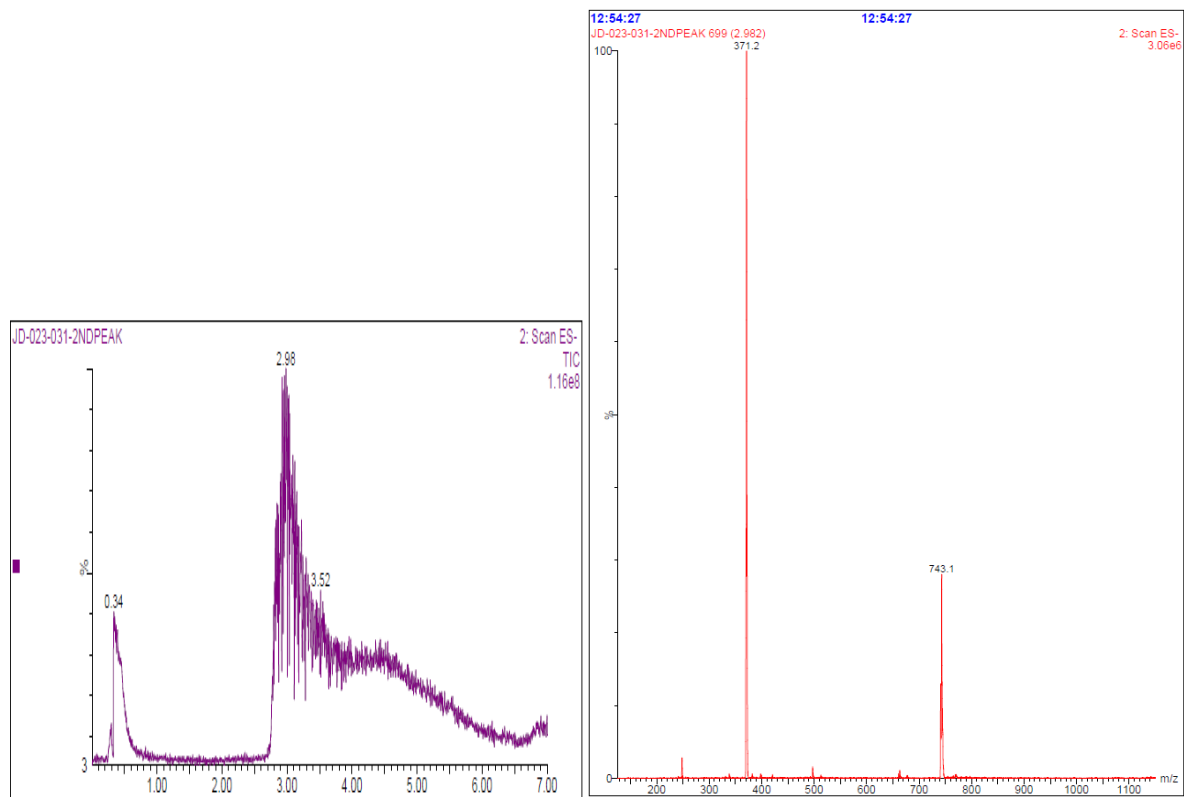 JD-023-031-2NDPEAK
2: Scan ES-
TIC
1.16e8
2.98
3.52
0.34
%
3
1.00 2.00 3.00 4.00 5.00 6.00 7.00
12:54:27 12:54:27
JD-023-031-2NDPEAK 699 (2.982)
2: Scan ES-
3.06e6
371.2
100
%
743.1
0
200 300 400 500 600 700 800 900 1000 1100 m/z